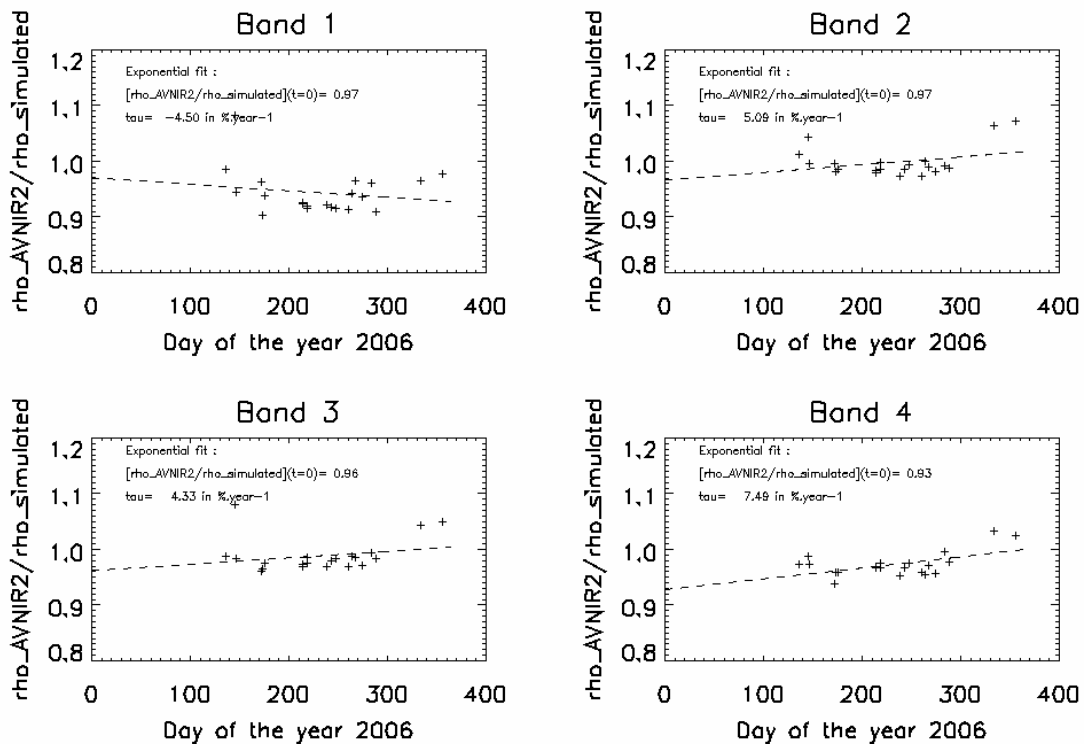 Band 1
rho_AVNIR2/rho_simulated
1.2
1.1
1.0
0.9
0.8
Exponential fit :
[rho_AVNIR2/rho_simulated](t=0)= 0.97
tau= -4.50 in %.year-1
0 100 200 300 400
Day of the year 2006
Band 2
rho_AVNIR2/rho_simulated
1.2
1.1
1.0
0.9
0.8
Exponential fit :
[rho_AVNIR2/rho_simulated](t=0)= 0.97
tau= 5.09 in %.year-1
0 100 200 300 400
Day of the year 2006
Band 3
rho_AVNIR2/rho_simulated
1.2
1.1
1.0
0.9
0.8
Exponential fit :
[rho_AVNIR2/rho_simulated](t=0)= 0.96
tau= 4.33 in %.year-1
0 100 200 300 400
Day of the year 2006
Band 4
rho_AVNIR2/rho_simulated
1.2
1.1
1.0
0.9
0.8
Exponential fit :
[rho_AVNIR2/rho_simulated](t=0)= 0.93
tau= 7.49 in %.year-1
0 100 200 300 400
Day of the year 2006